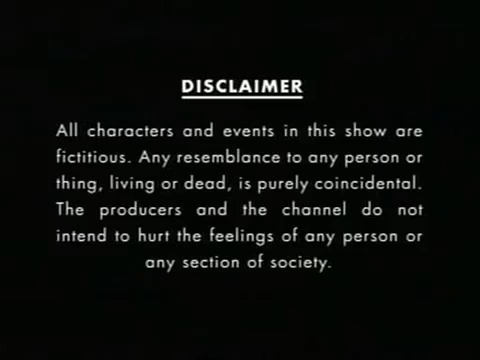 DISCLAIMER
All characters and events in this show are
fictitious. Any resemblance to any person or
thing, living or dead, is purely coincidental.
The producers and the channel do not
intend to hurt the feelings of any person or
any section of society.